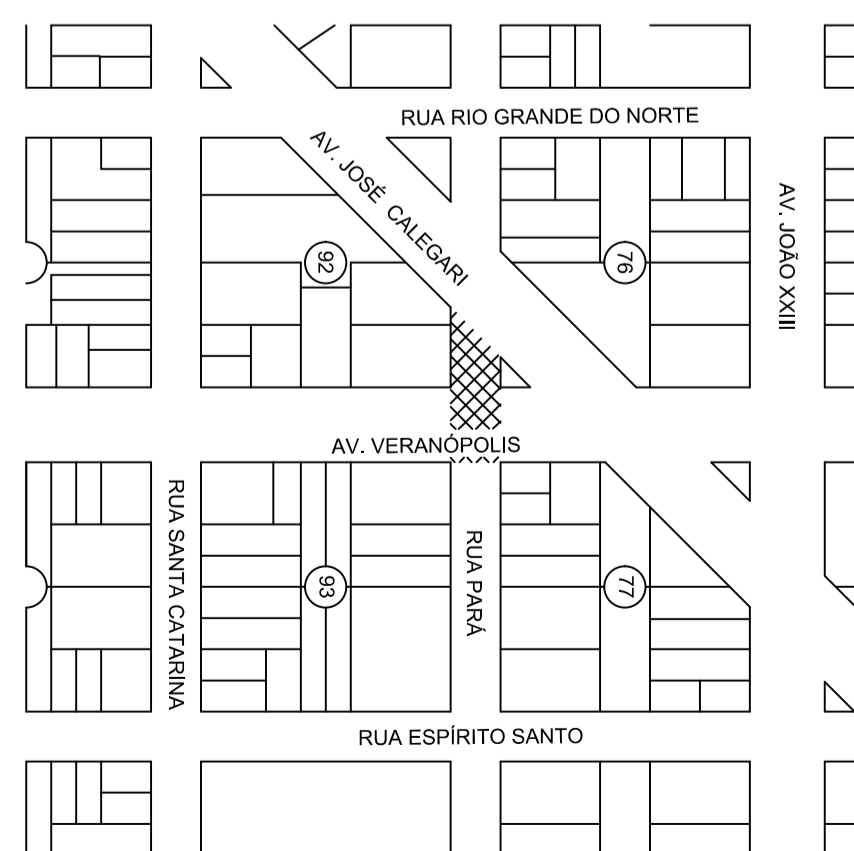 RUA RIO GRANDE DO NORTE
AV. JOSÉ CALEGARI
AV. JOÃO XXIII
92
76
AV. VERANÓPOLIS
RUA SANTA CATARINA
RUA PARÁ
93
77
RUA ESPÍRITO SANTO